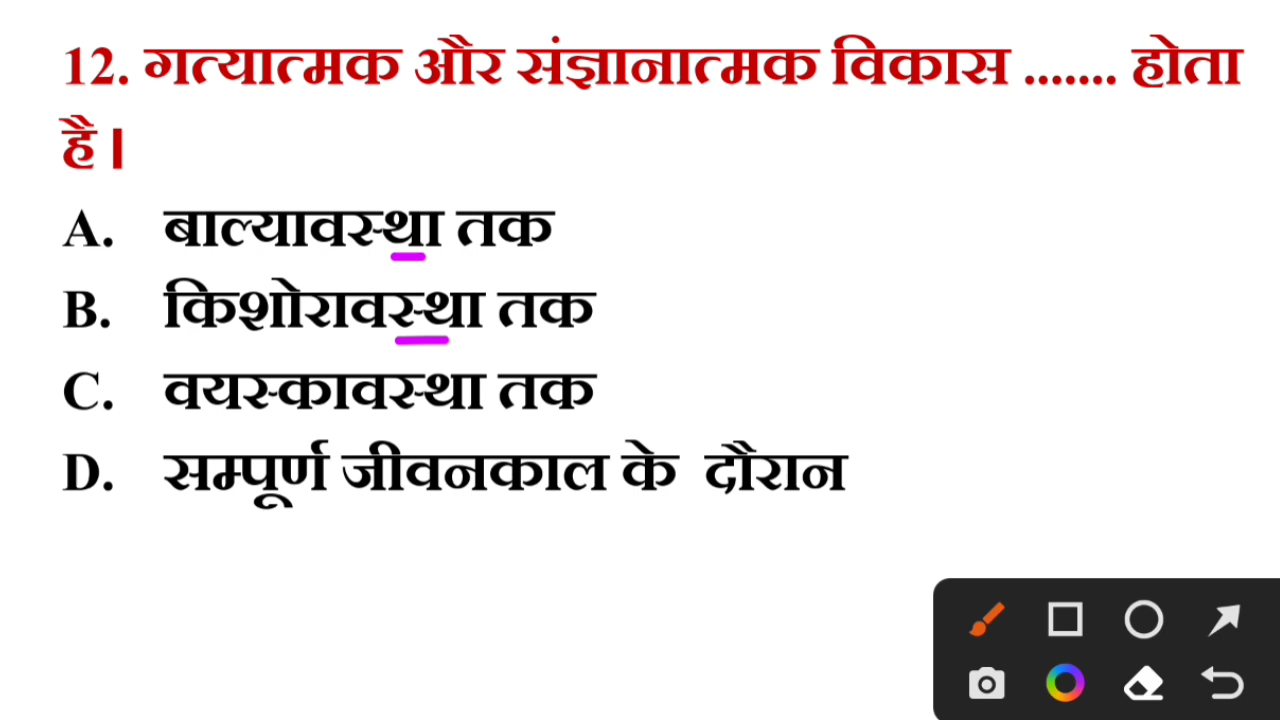 12. गत्यात्मक और संज्ञानात्मक विकास ....... होता
है।
A. बाल्यावस्था तक
B. किशोरावस्था तक
C. वयस्कावस्था तक
D. सम्पूर्ण जीवनकाल के दौरान